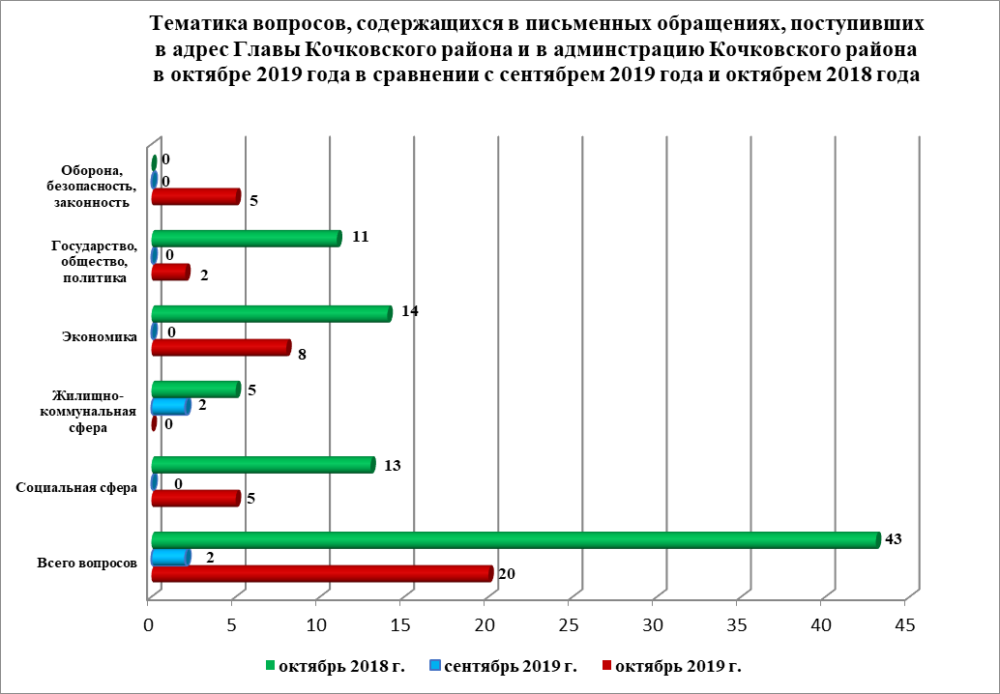 Тематика вопросов, содержащихся в письменных обращениях, поступивших
в адрес Главы Кочковского района и в админстрацию Кочковского района
в октябре 2019 года в сравнении с сентябрем 2019 года и октябрем 2018 года
Оборона,
безопасность,
законность
0
0
5
Государство,
общество,
политика
11
0
2
Экономика
14
0
8
Жилищно-
коммунальная
сфера
5
2
0
Социальная сфера
13
0
5
Всего вопросов
43
2
20
0 5 10 15 20 25 30 35 40 45
октябрь 2018 г. сентябрь 2019 г. октябрь 2019 г.